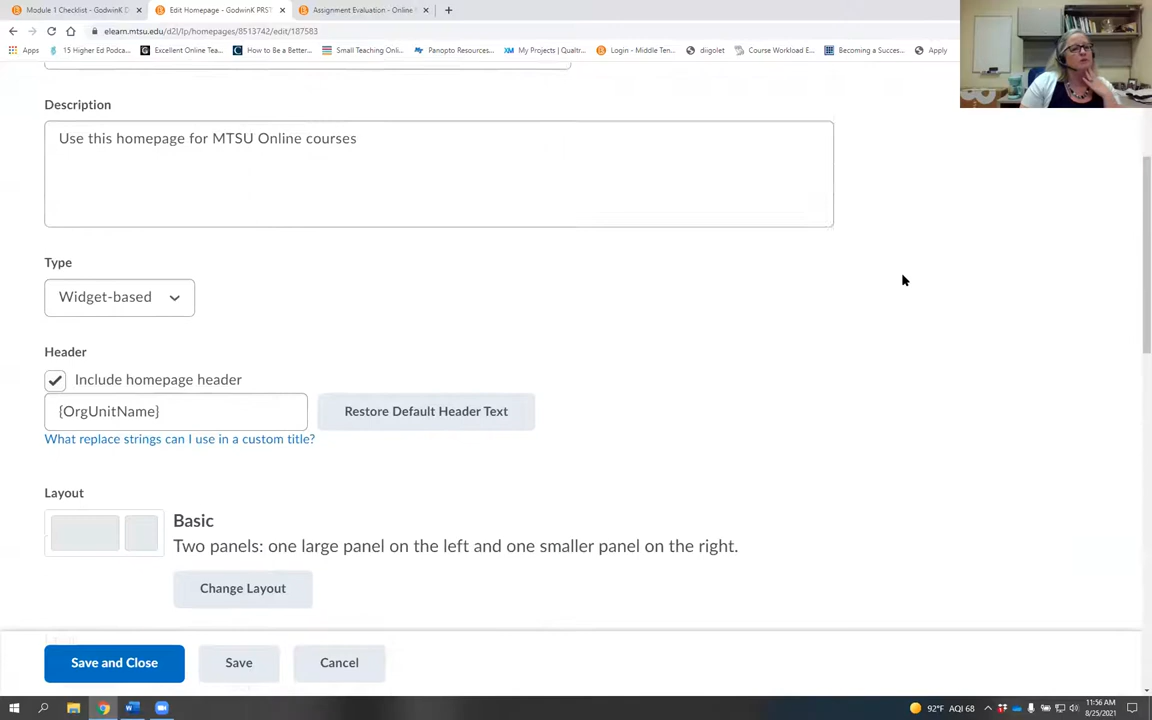 Module 1 Checklist - GodwinK D
Edit Homepage - GodwinK PRST
Assignment Evaluation - Online
elearn.mtsu.edu/d2l/lp/homepages/8513742/edit/187583
Apps
15 Higher Ed Podca...
Excellent Online Tea...
How to Be a Better...
Small Teaching Onli...
Panopto Resources...
My Projects | Qualtr...
Login - Middle Ten...
diigolet
Course Workload E...
Becoming a Succes...
Apply
Description
Use this homepage for MTSU Online courses
Type
Widget-based
Header
Include homepage header
{OrgUnitName}
Restore Default Header Text
What replace strings can I use in a custom title?
Layout
Basic
Two panels: one large panel on the left and one smaller panel on the right.
Change Layout
Save and Close
Save
Cancel
92°F AQI 68
11:56 AM
8/25/2021